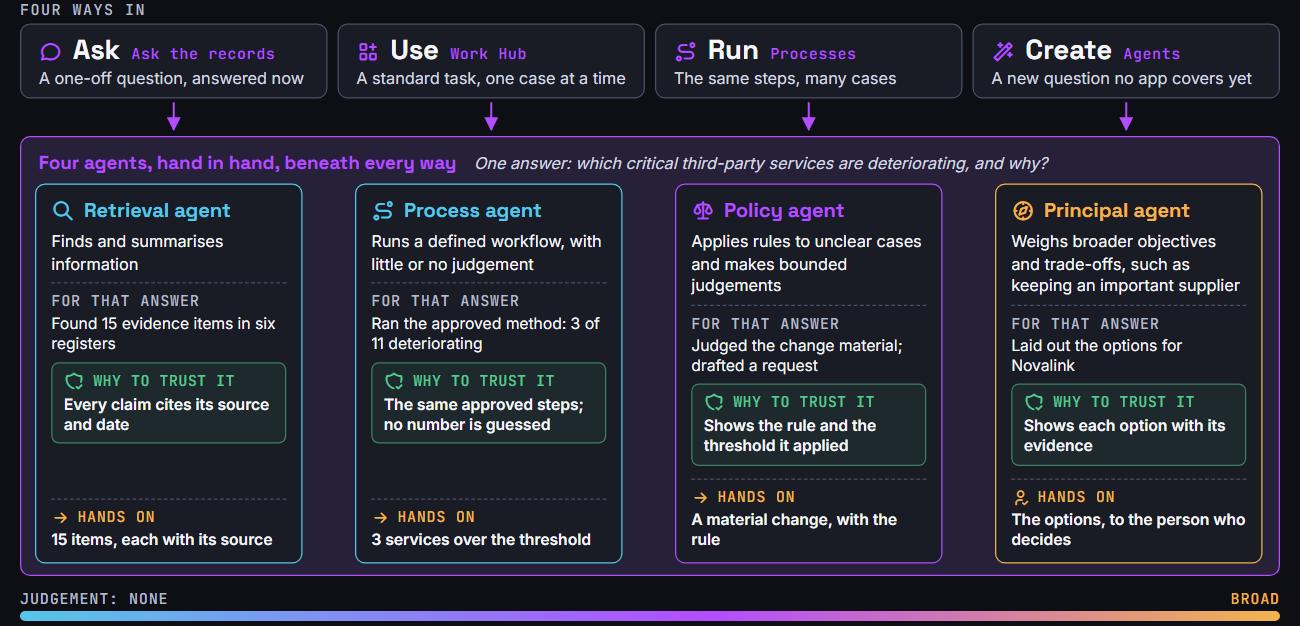 FOUR WAYS IN
Ask Ask the records
A one-off question, answered now
Use Work Hub
A standard task, one case at a time
Run Processes
The same steps, many cases
Create Agents
A new question no app covers yet
Four agents, hand in hand, beneath every way One answer: which critical third-party services are deteriorating, and why?
Retrieval agent
Finds and summarises
information
FOR THAT ANSWER
Found 15 evidence items in six
registers
WHY TO TRUST IT
Every claim cites its source
and date
HANDS ON
15 items, each with its source
Process agent
Runs a defined workflow, with
little or no judgement
FOR THAT ANSWER
Ran the approved method: 3 of
11 deteriorating
WHY TO TRUST IT
The same approved steps;
no number is guessed
HANDS ON
3 services over the threshold
Policy agent
Applies rules to unclear cases
and makes bounded
judgements
FOR THAT ANSWER
Judged the change material;
drafted a request
WHY TO TRUST IT
Shows the rule and the
threshold it applied
HANDS ON
A material change, with the
rule
Principal agent
Weighs broader objectives
and trade-offs, such as
keeping an important supplier
FOR THAT ANSWER
Laid out the options for
Novalink
WHY TO TRUST IT
Shows each option with its
evidence
HANDS ON
The options, to the person who
decides
JUDGEMENT: NONE
BROAD